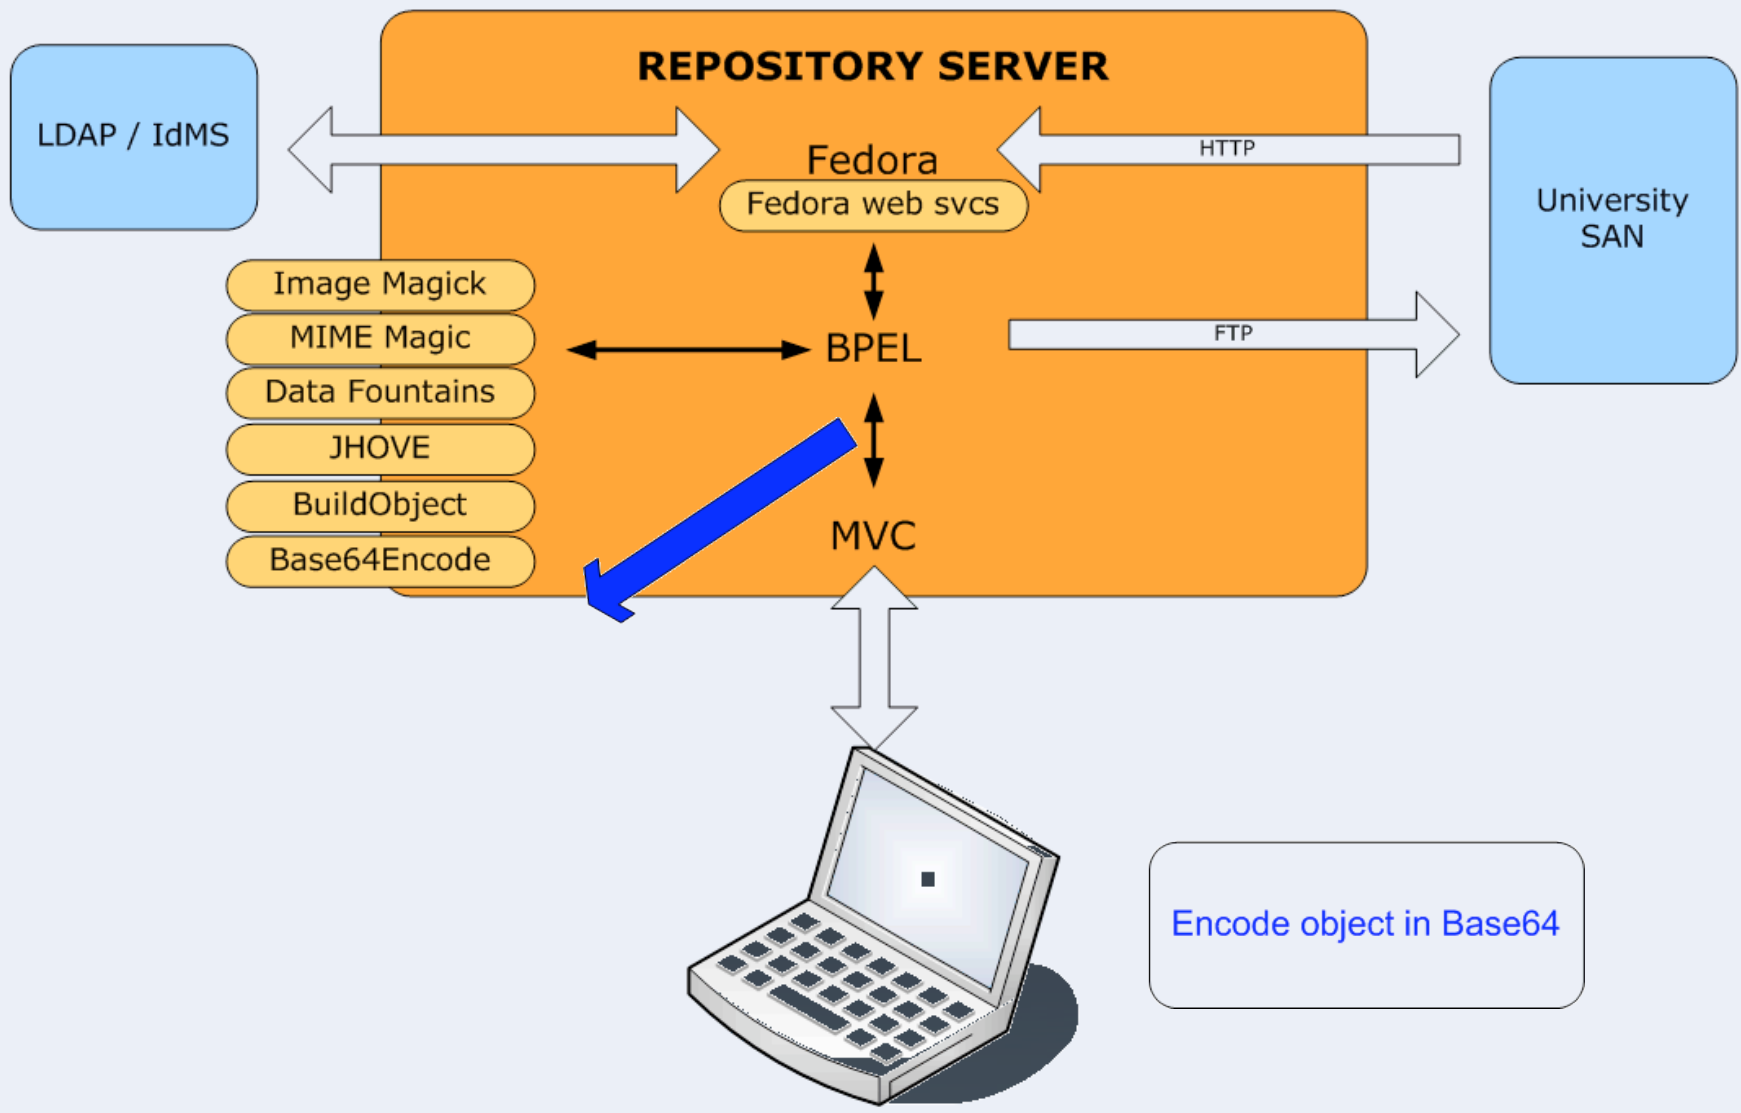 REPOSITORY SERVER
LDAP / IdMS
HTTP
Fedora
Fedora web svcs
University
SAN
Image Magick
MIME Magic
Data Fountains
JHOVE
BuildObject
Base64Encode
BPEL
FTP
MVC
Encode object in Base64